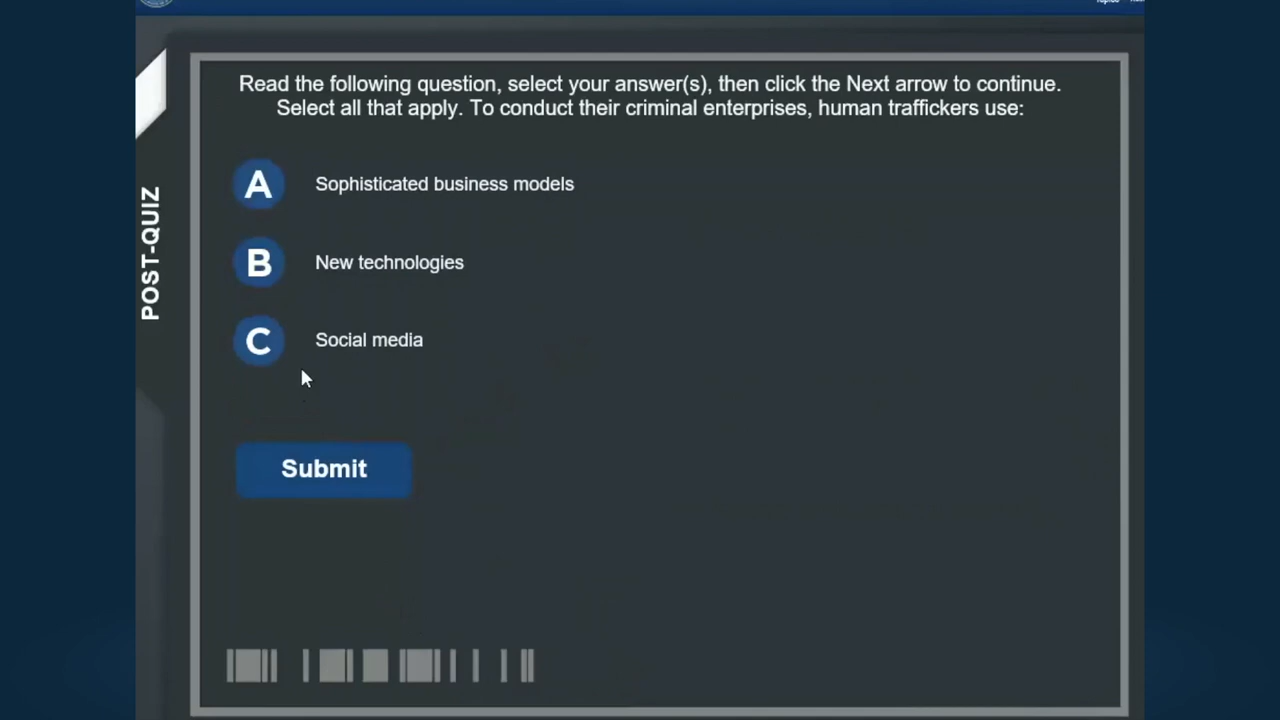 Read the following question, select your answer(s), then click the Next arrow to continue.
Select all that apply. To conduct their criminal enterprises, human traffickers use:
A Sophisticated business models
B New technologies
C Social media
POST-QUIZ
Submit